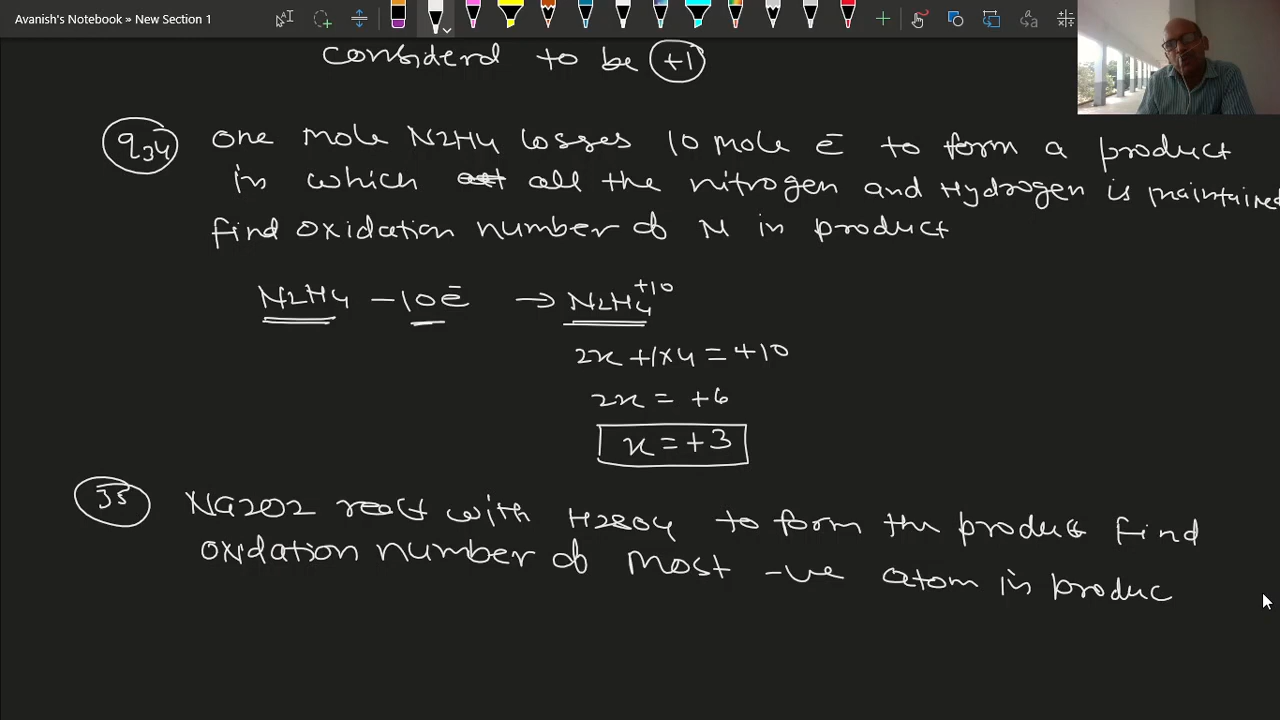 Avanish's Notebook » New Section 1
Considerd to be +1
q34 One mole N2H4 losses 10 mole e̅ to form a product
in which all the nitrogen and Hydrogen is maintained
find oxidation number of N in product
N2H4 - 10e̅ → N2H4+10
2x + 1x4 = +10
2x = +6
x = +3
35 Na2O2 react with H2SO4 to form the product find
oxidation number of most -ve atom in produc